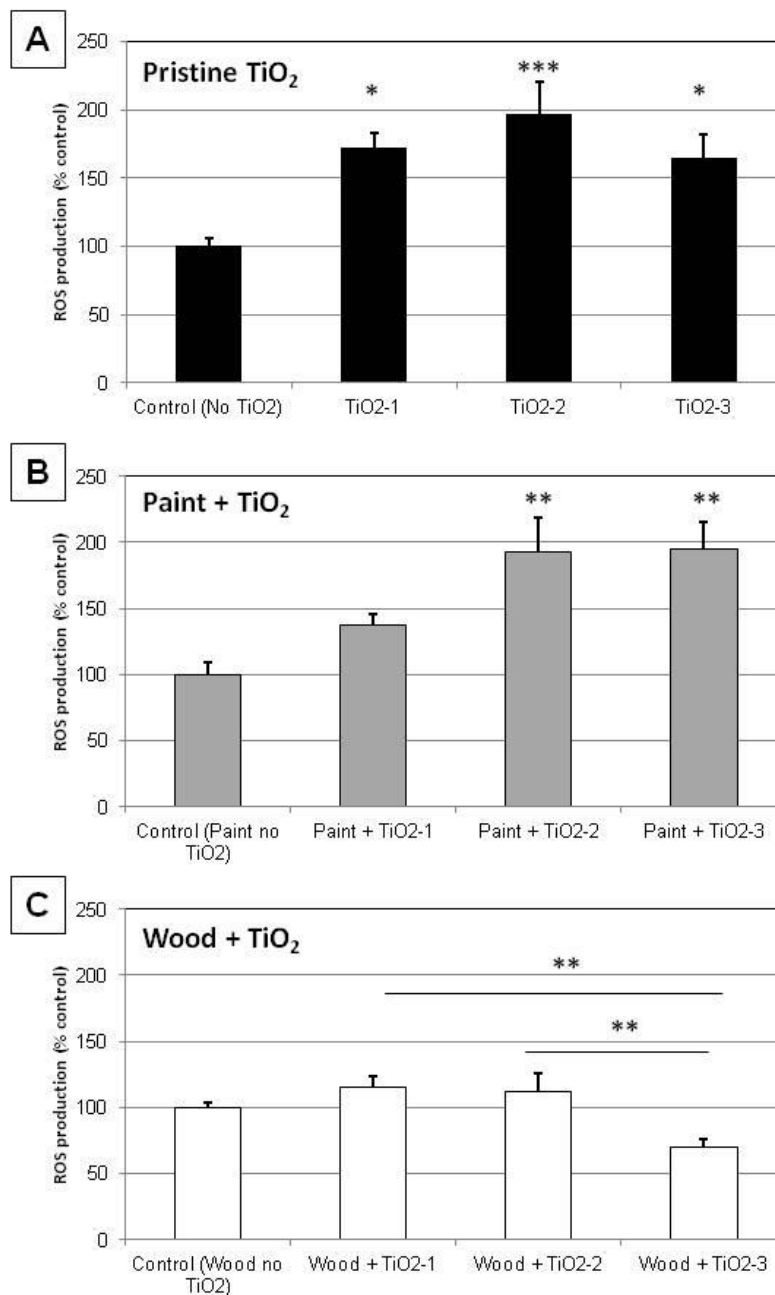 A
Pristine TiO₂
ROS production (% control)
250
200
150
100
50
0
*
***
*
Control (No TiO2)
TiO2-1
TiO2-2
TiO2-3
B
Paint + TiO₂
ROS production (% control)
250
200
150
100
50
0
**
**
Control (Paint no
TiO2)
Paint + TiO2-1
Paint + TiO2-2
Paint + TiO2-3
C
Wood + TiO₂
ROS production (% control)
250
200
150
100
50
0
**
**
Control (Wood no
TiO2)
Wood + TiO2-1
Wood + TiO2-2
Wood + TiO2-3